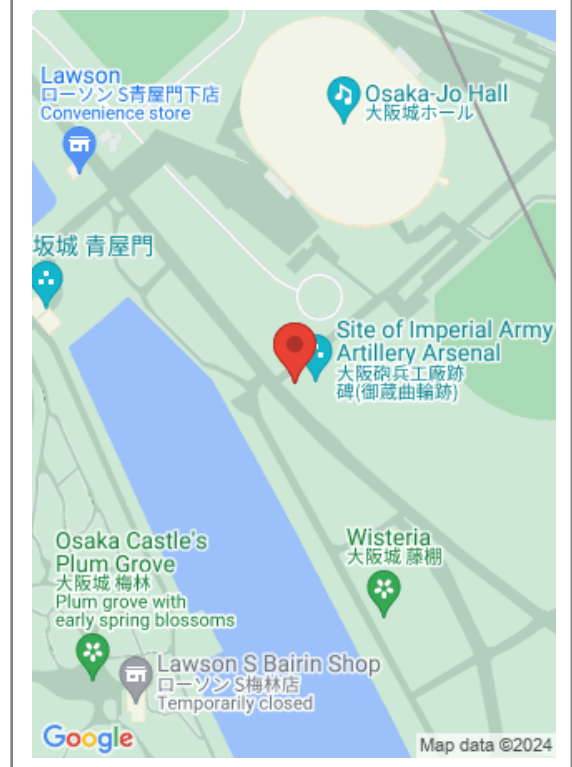 Lawson
ローソン S青屋門下店
Convenience store
Osaka-Jo Hall
大阪城ホール
坂城 青屋門
Site of Imperial Army
Artillery Arsenal
大阪砲兵工廠跡
碑(御蔵曲輪跡)
Wisteria
大阪城 藤棚
Osaka Castle's
Plum Grove
大阪城 梅林
Plum grove with
early spring blossoms
Lawson S Bairin Shop
ローソン S梅林店
Temporarily closed
Google
Map data ©2024